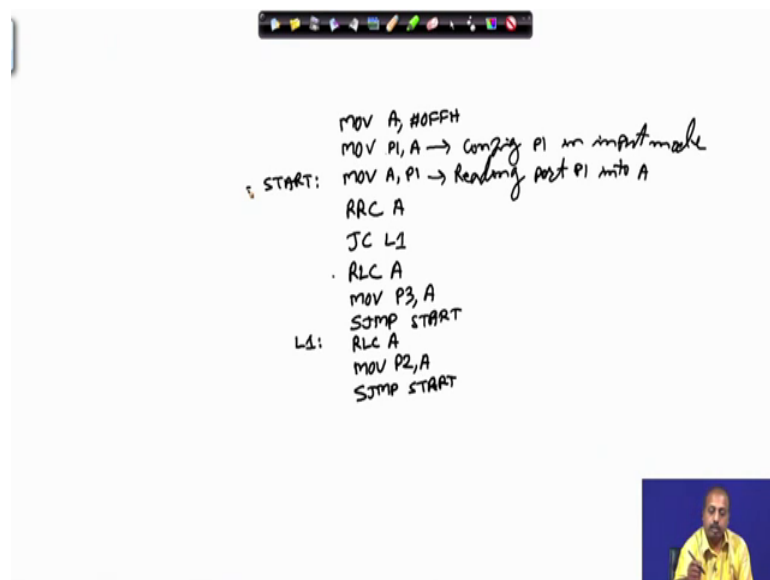 MOV A, #0FFH
MOV P1, A → Config P1 in input mode
START: MOV A, P1 → Reading port P1 into A
RRC A
JC L1
RLC A
MOV P3, A
SJMP START
L1: RLC A
MOV P2, A
SJMP START